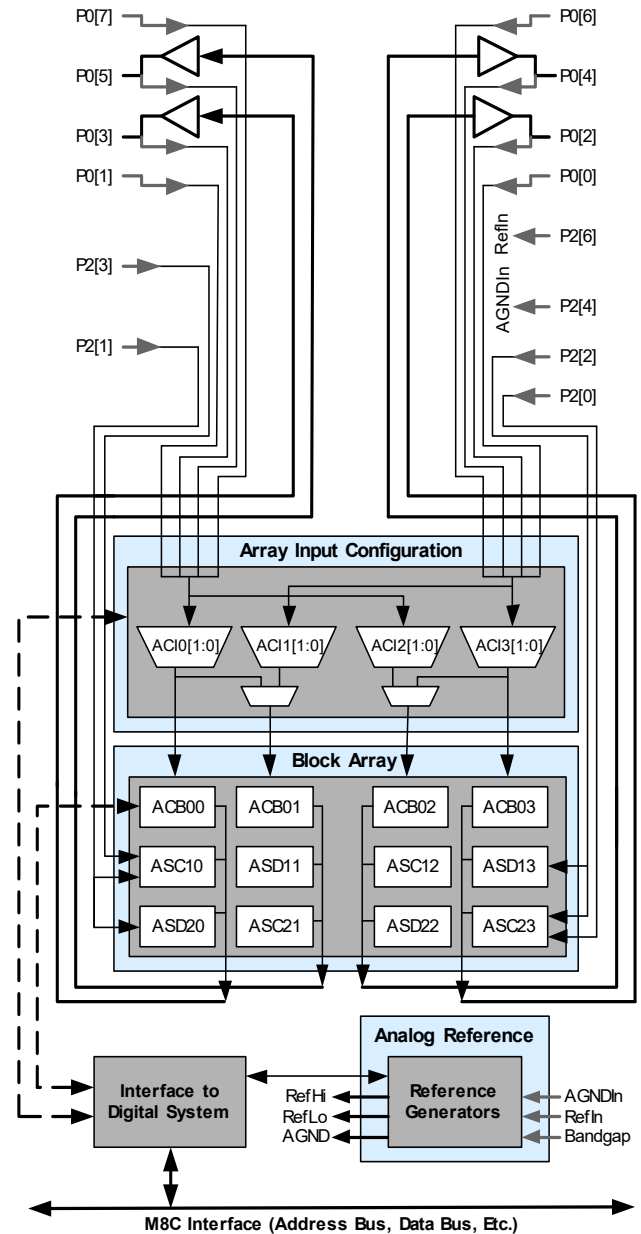 P0[7]
P0[6]
P0[5]
P0[4]
P0[3]
P0[2]
P0[1]
P0[0]
P2[6]
AGNDIn RefIn
P2[3]
P2[4]
P2[1]
P2[2]
P2[0]
Array Input Configuration
ACI0[1:0]
ACI1[1:0]
ACI2[1:0]
ACI3[1:0]
Block Array
ACB00
ACB01
ACB02
ACB03
ASC10
ASD11
ASC12
ASD13
ASD20
ASC21
ASD22
ASC23
Analog Reference
Interface to
Digital System
RefHi
RefLo
AGND
Reference
Generators
AGNDIn
RefIn
Bandgap
M8C Interface (Address Bus, Data Bus, Etc.)